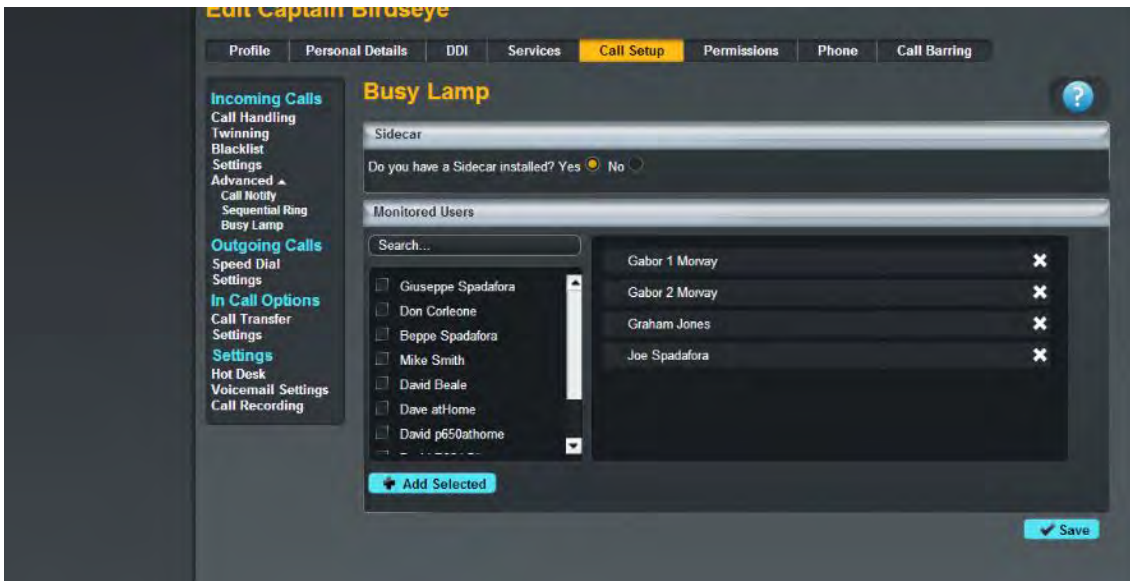 Edit Captain Birdseye
Profile Personal Details DDI Services Call Setup Permissions Phone Call Barring
Incoming Calls
Call Handling
Twinning
Blacklist
Settings
Advanced
Call Notify
Sequential Ring
Busy Lamp
Outgoing Calls
Speed Dial
Settings
In Call Options
Call Transfer
Settings
Settings
Hot Desk
Voicemail Settings
Call Recording
Busy Lamp
?
Sidecar
Do you have a Sidecar installed? Yes No
Monitored Users
Search...
Giuseppe Spadafora
Don Corleone
Beppe Spadafora
Mike Smith
David Beale
Dave atHome
David p650athome
Add Selected
Gabor 1 Morvay
Gabor 2 Morvay
Graham Jones
Joe Spadafora
Save